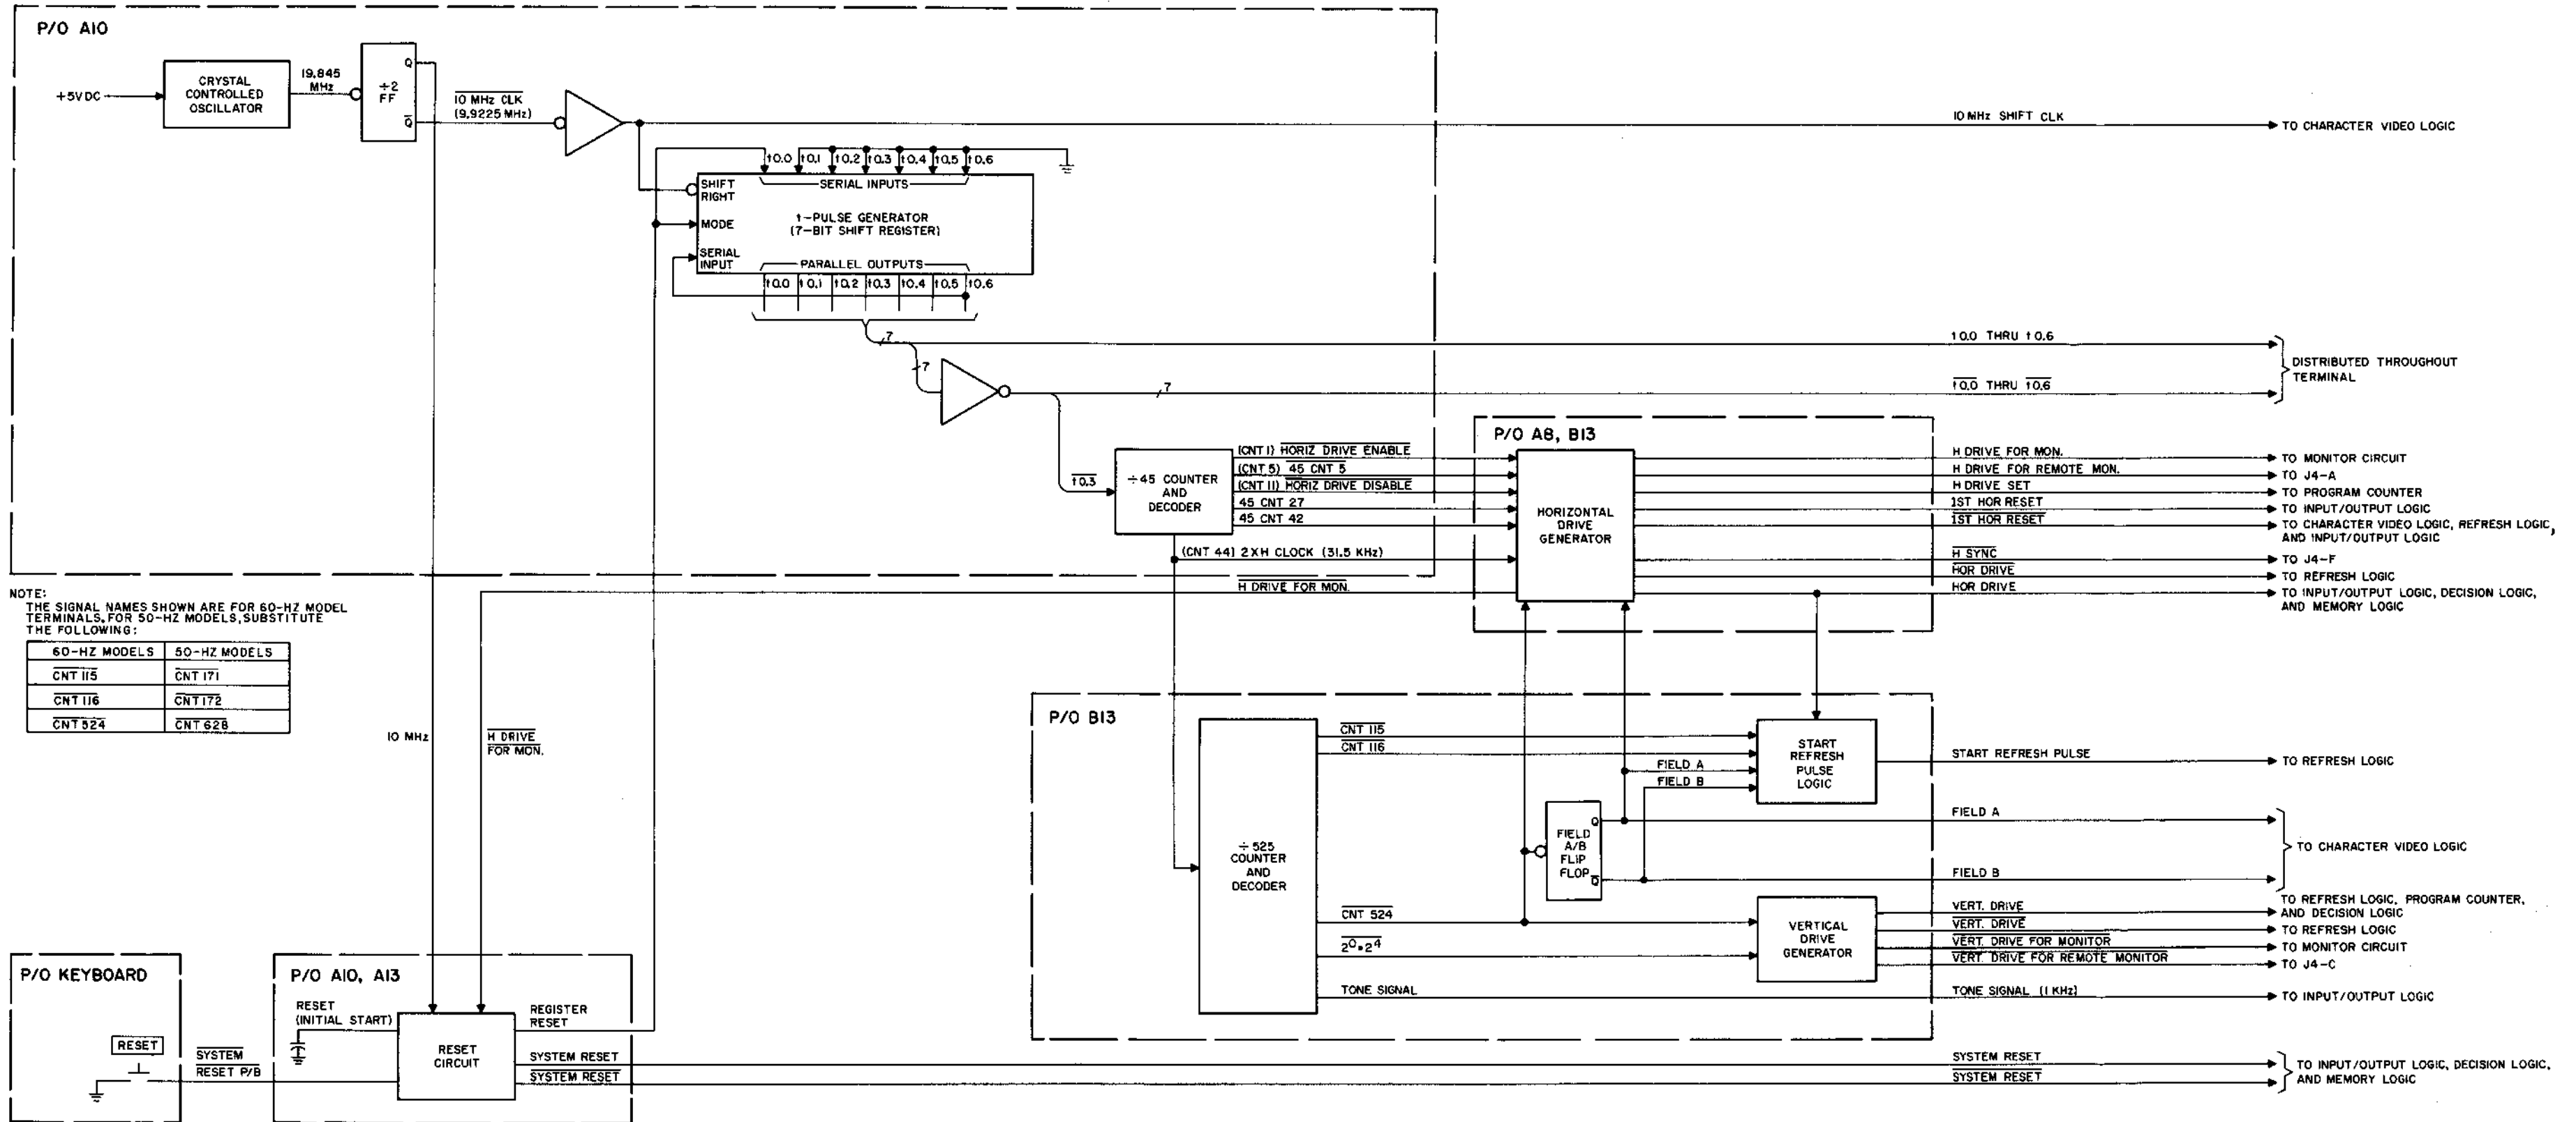 P/O A10
+5VDC
CRYSTAL
CONTROLLED
OSCILLATOR
19.845
MHz
÷2
FF
Q
Q̅
10 MHz CLK
(9.9225 MHz)
10 MHz SHIFT CLK
TO CHARACTER VIDEO LOGIC
t0.0 t0.1 t0.2 t0.3 t0.4 t0.5 t0.6
SERIAL INPUTS
SHIFT
RIGHT
MODE
SERIAL
INPUT
t-PULSE GENERATOR
(7-BIT SHIFT REGISTER)
PARALLEL OUTPUTS
t0.0 t0.1 t0.2 t0.3 t0.4 t0.5 t0.6
7
7
7
t0.0 THRU t0.6
t0.0 THRU t0.6
DISTRIBUTED THROUGHOUT
TERMINAL
t0.3
÷45 COUNTER
AND
DECODER
(CNT 1) HORIZ DRIVE ENABLE
(CNT 5) 45 CNT 5
(CNT 11) HORIZ DRIVE DISABLE
45 CNT 27
45 CNT 42
(CNT 44) 2XH CLOCK (31.5 KHz)
H DRIVE FOR MON.
P/O A8, B13
HORIZONTAL
DRIVE
GENERATOR
H DRIVE FOR MON.
TO MONITOR CIRCUIT
H DRIVE FOR REMOTE MON.
TO J4-A
H DRIVE SET
TO PROGRAM COUNTER
1ST HOR RESET
TO INPUT/OUTPUT LOGIC
1ST HOR RESET
TO CHARACTER VIDEO LOGIC, REFRESH LOGIC,
AND INPUT/OUTPUT LOGIC
H SYNC
TO J4-F
HOR DRIVE
TO REFRESH LOGIC
HOR DRIVE
TO INPUT/OUTPUT LOGIC, DECISION LOGIC,
AND MEMORY LOGIC
NOTE:
THE SIGNAL NAMES SHOWN ARE FOR 60-HZ MODEL
TERMINALS. FOR 50-HZ MODELS, SUBSTITUTE
THE FOLLOWING:
60-HZ MODELS 50-HZ MODELS
CNT 115 CNT 171
CNT 116 CNT 172
CNT 524 CNT 628
10 MHz
H DRIVE
FOR MON.
P/O B13
÷525
COUNTER
AND
DECODER
CNT 115
CNT 116
FIELD A
FIELD B
START
REFRESH
PULSE
LOGIC
START REFRESH PULSE
TO REFRESH LOGIC
Q
FIELD
A/B
FLIP
FLOP
Q̅
FIELD A
FIELD B
TO CHARACTER VIDEO LOGIC
CNT 524
2⁰•2⁴
VERTICAL
DRIVE
GENERATOR
VERT. DRIVE
TO REFRESH LOGIC, PROGRAM COUNTER,
AND DECISION LOGIC
VERT. DRIVE
TO REFRESH LOGIC
VERT. DRIVE FOR MONITOR
TO MONITOR CIRCUIT
VERT. DRIVE FOR REMOTE MONITOR
TO J4-C
TONE SIGNAL
TONE SIGNAL (1 KHz)
TO INPUT/OUTPUT LOGIC
P/O KEYBOARD
RESET
SYSTEM
RESET P/B
P/O A10, A13
RESET
(INITIAL START)
RESET
CIRCUIT
REGISTER
RESET
SYSTEM RESET
SYSTEM RESET
SYSTEM RESET
SYSTEM RESET
TO INPUT/OUTPUT LOGIC, DECISION LOGIC,
AND MEMORY LOGIC